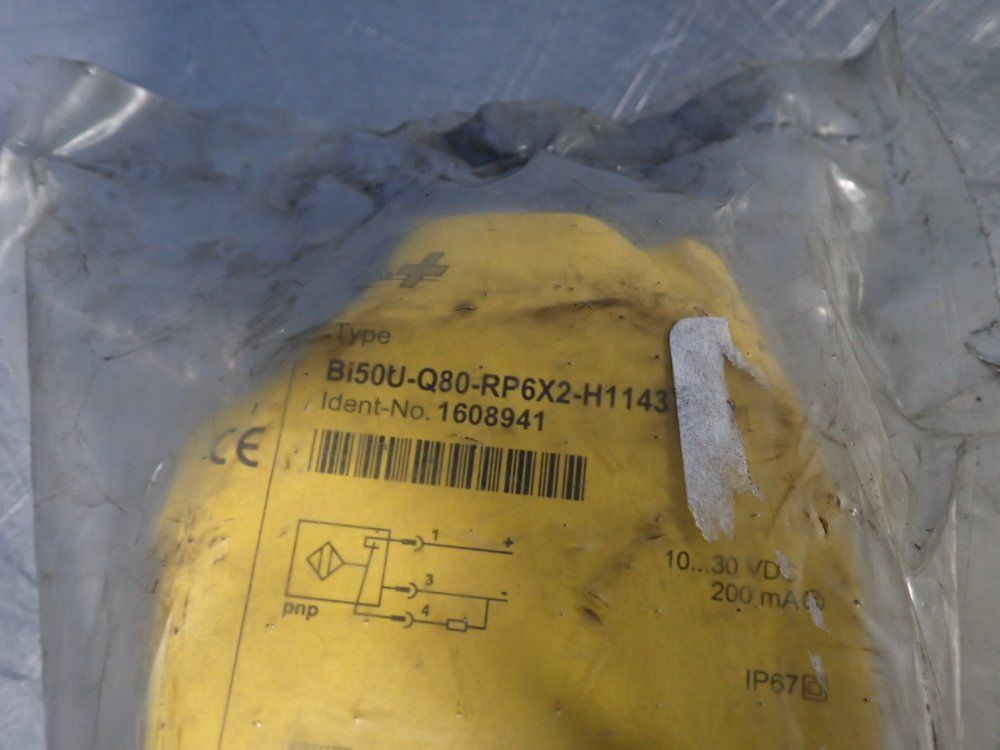 Type
Bi50U-Q80-RP6X2-H1143
Ident-No. 1608941
CE
1 +
3 -
4
pnp
10...30 VDC
200 mA
IP67